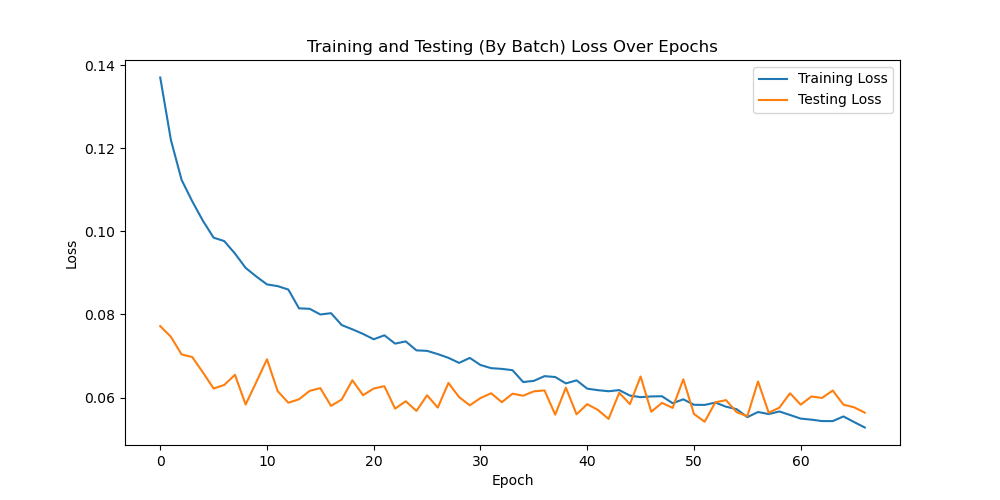 Training and Testing (By Batch) Loss Over Epochs
Training Loss
Testing Loss
Loss
0.14
0.12
0.10
0.08
0.06
0 10 20 30 40 50 60
Epoch